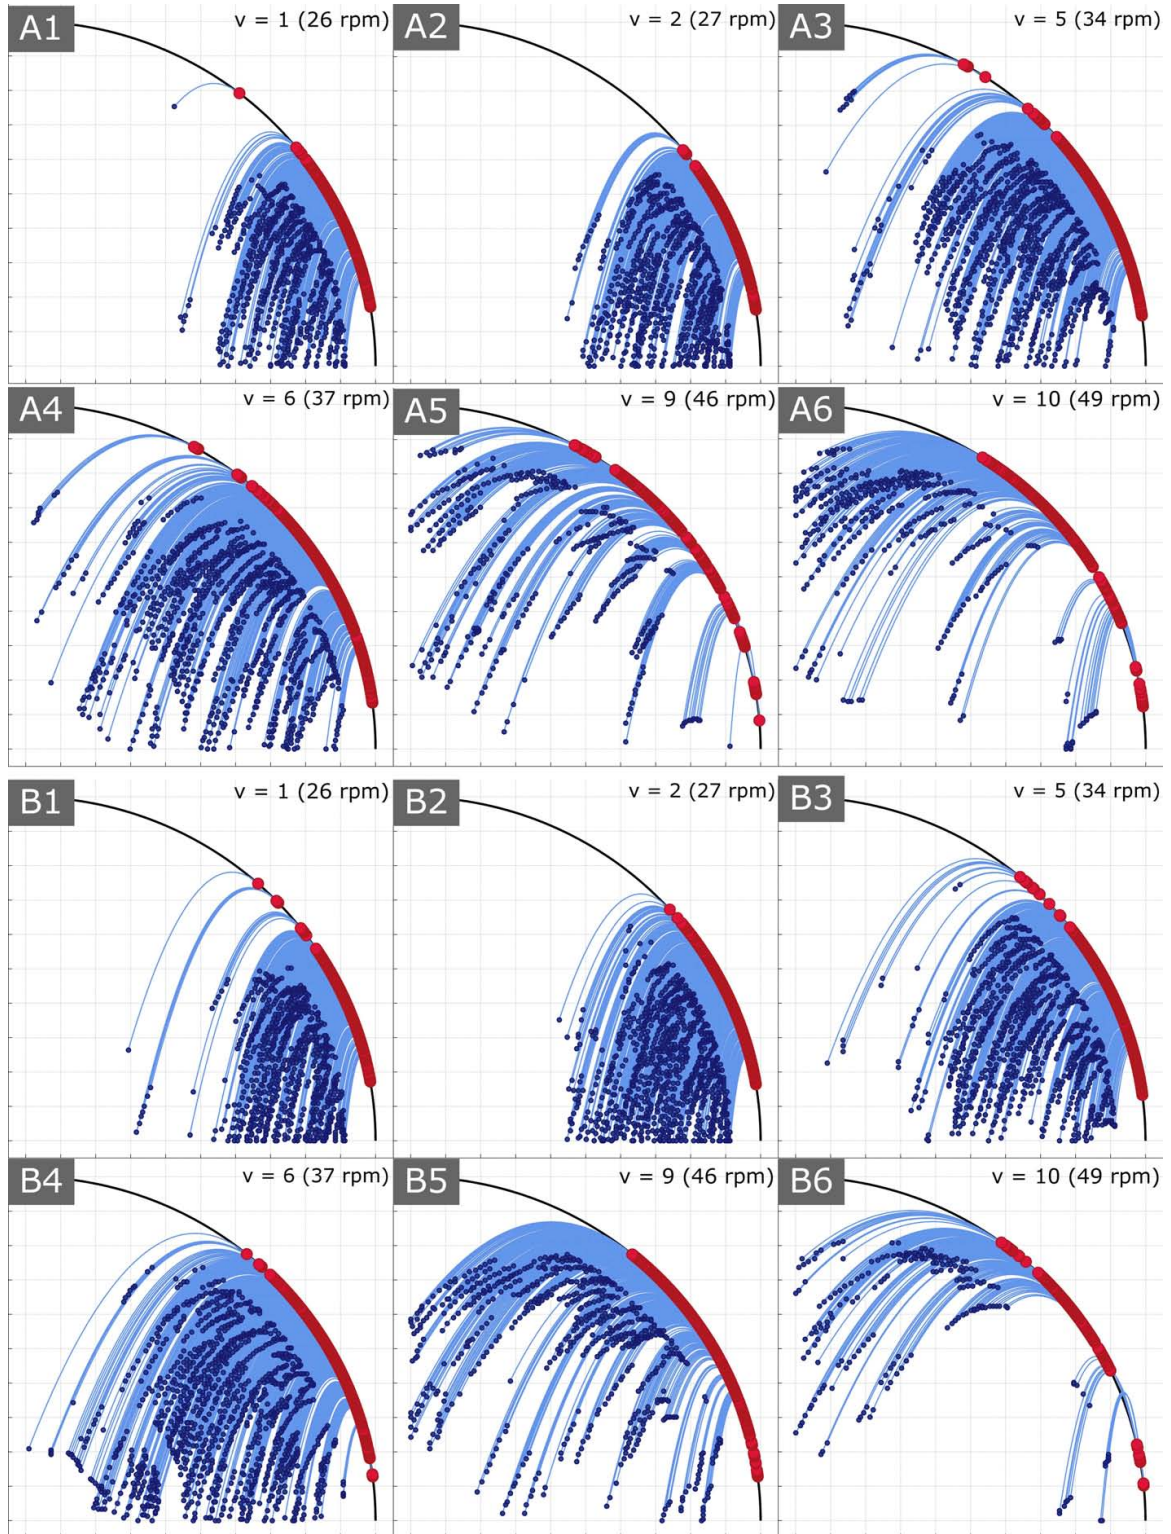 A1 v = 1 (26 rpm)
A2 v = 2 (27 rpm)
A3 v = 5 (34 rpm)
A4 v = 6 (37 rpm)
A5 v = 9 (46 rpm)
A6 v = 10 (49 rpm)
B1 v = 1 (26 rpm)
B2 v = 2 (27 rpm)
B3 v = 5 (34 rpm)
B4 v = 6 (37 rpm)
B5 v = 9 (46 rpm)
B6 v = 10 (49 rpm)